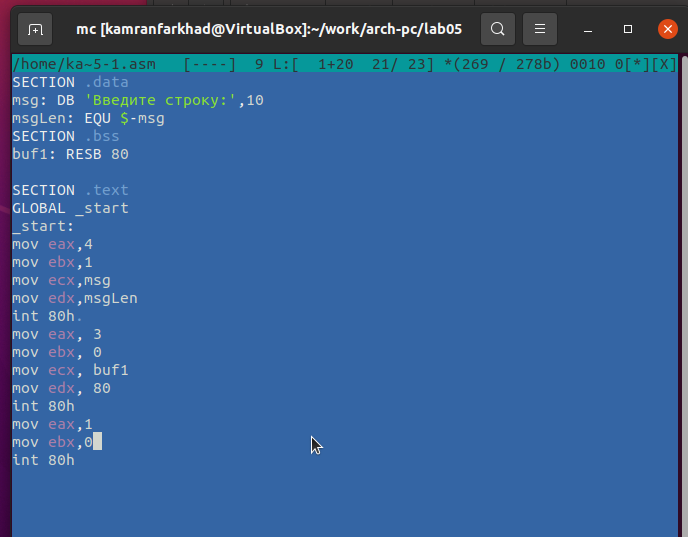 mc [kamranfarkhad@VirtualBox]:~/work/arch-pc/lab05
/home/ka~5-1.asm   [----]  9 L:[  1+20  21/ 23] *(269 / 278b) 0010 0[*][X]
SECTION .data
msg: DB 'Введите строку:',10
msgLen: EQU $-msg
SECTION .bss
buf1: RESB 80
SECTION .text
GLOBAL _start
_start:
mov eax,4
mov ebx,1
mov ecx,msg
mov edx,msgLen
int 80h.
mov eax, 3
mov ebx, 0
mov ecx, buf1
mov edx, 80
int 80h
mov eax,1
mov ebx,0
int 80h